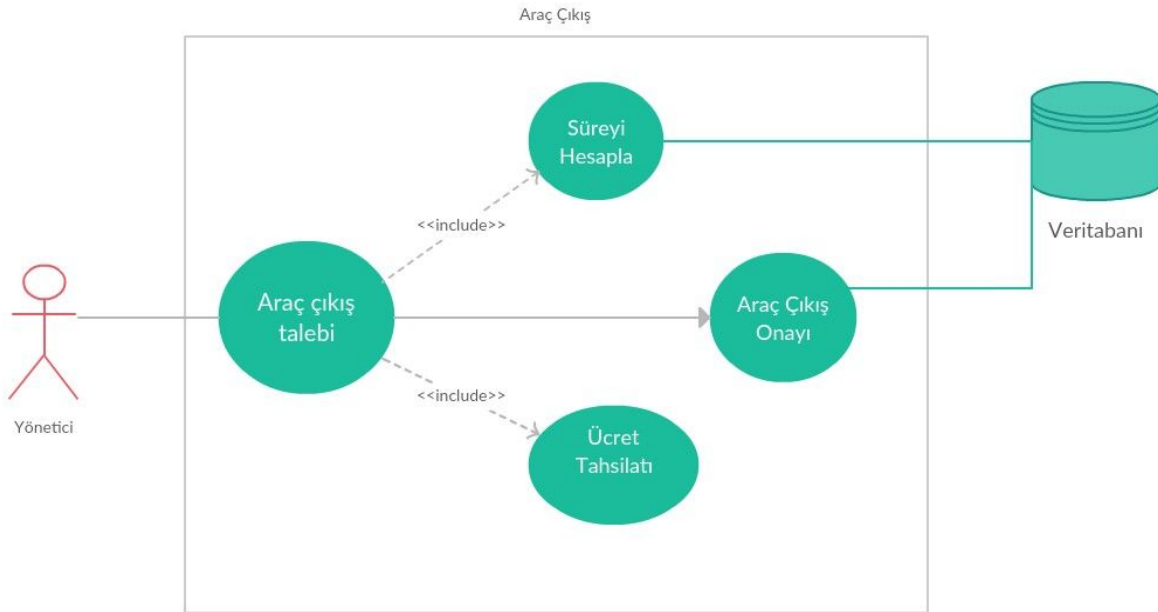 Araç Çıkış
Süreyi
Hesapla
<<include>>
Veritabanı
Araç çıkış
talebi
Araç Çıkış
Onayı
<<include>>
Yönetici
Ücret
Tahsilatı